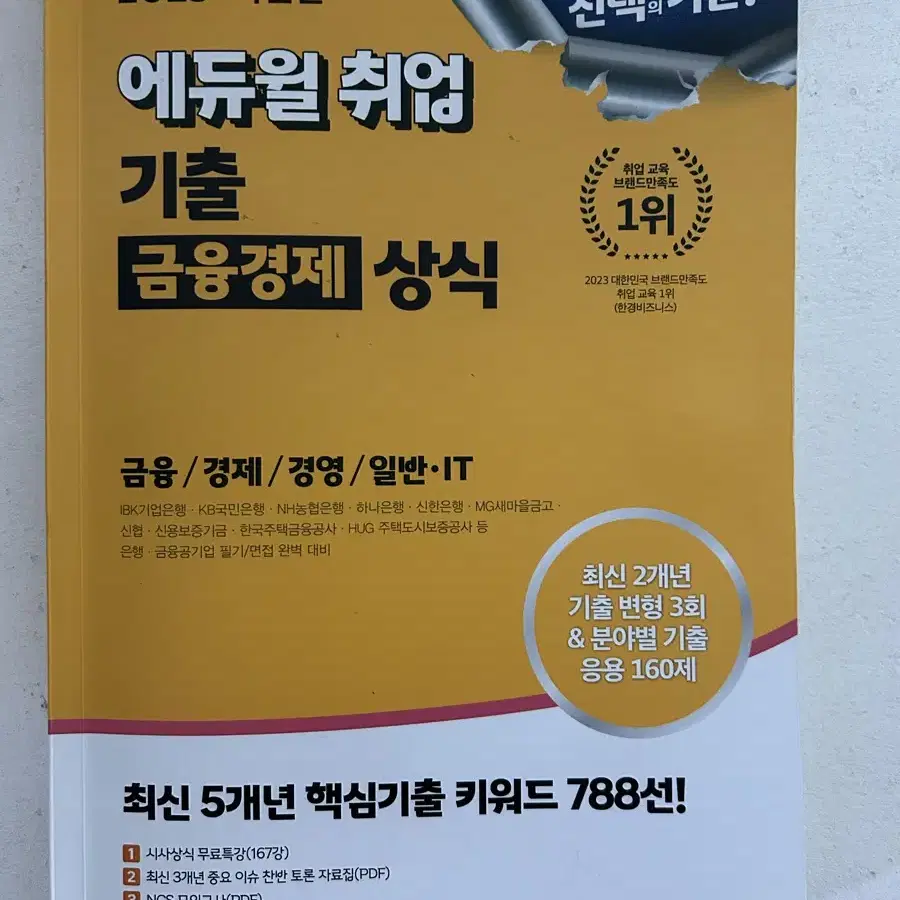 선택의 기준!
에듀윌 취업
기출
금융경제 상식
취업 교육
브랜드만족도
1위
2023 대한민국 브랜드만족도
취업 교육 1위
(한경비즈니스)
금융/경제/경영/일반·IT
IBK기업은행·KB국민은행·NH농협은행·하나은행·신한은행·MG새마을금고·
신협·신용보증기금·한국주택금융공사·HUG 주택도시보증공사 등
은행·금융공기업 필기/면접 완벽 대비
최신 2개년
기출 변형 3회
& 분야별 기출
응용 160제
최신 5개년 핵심기출 키워드 788선!
1 시사상식 무료특강(167강)
2 최신 3개년 중요 이슈 찬반 토론 자료집(PDF)
3 NCS 모의고사(PDF)